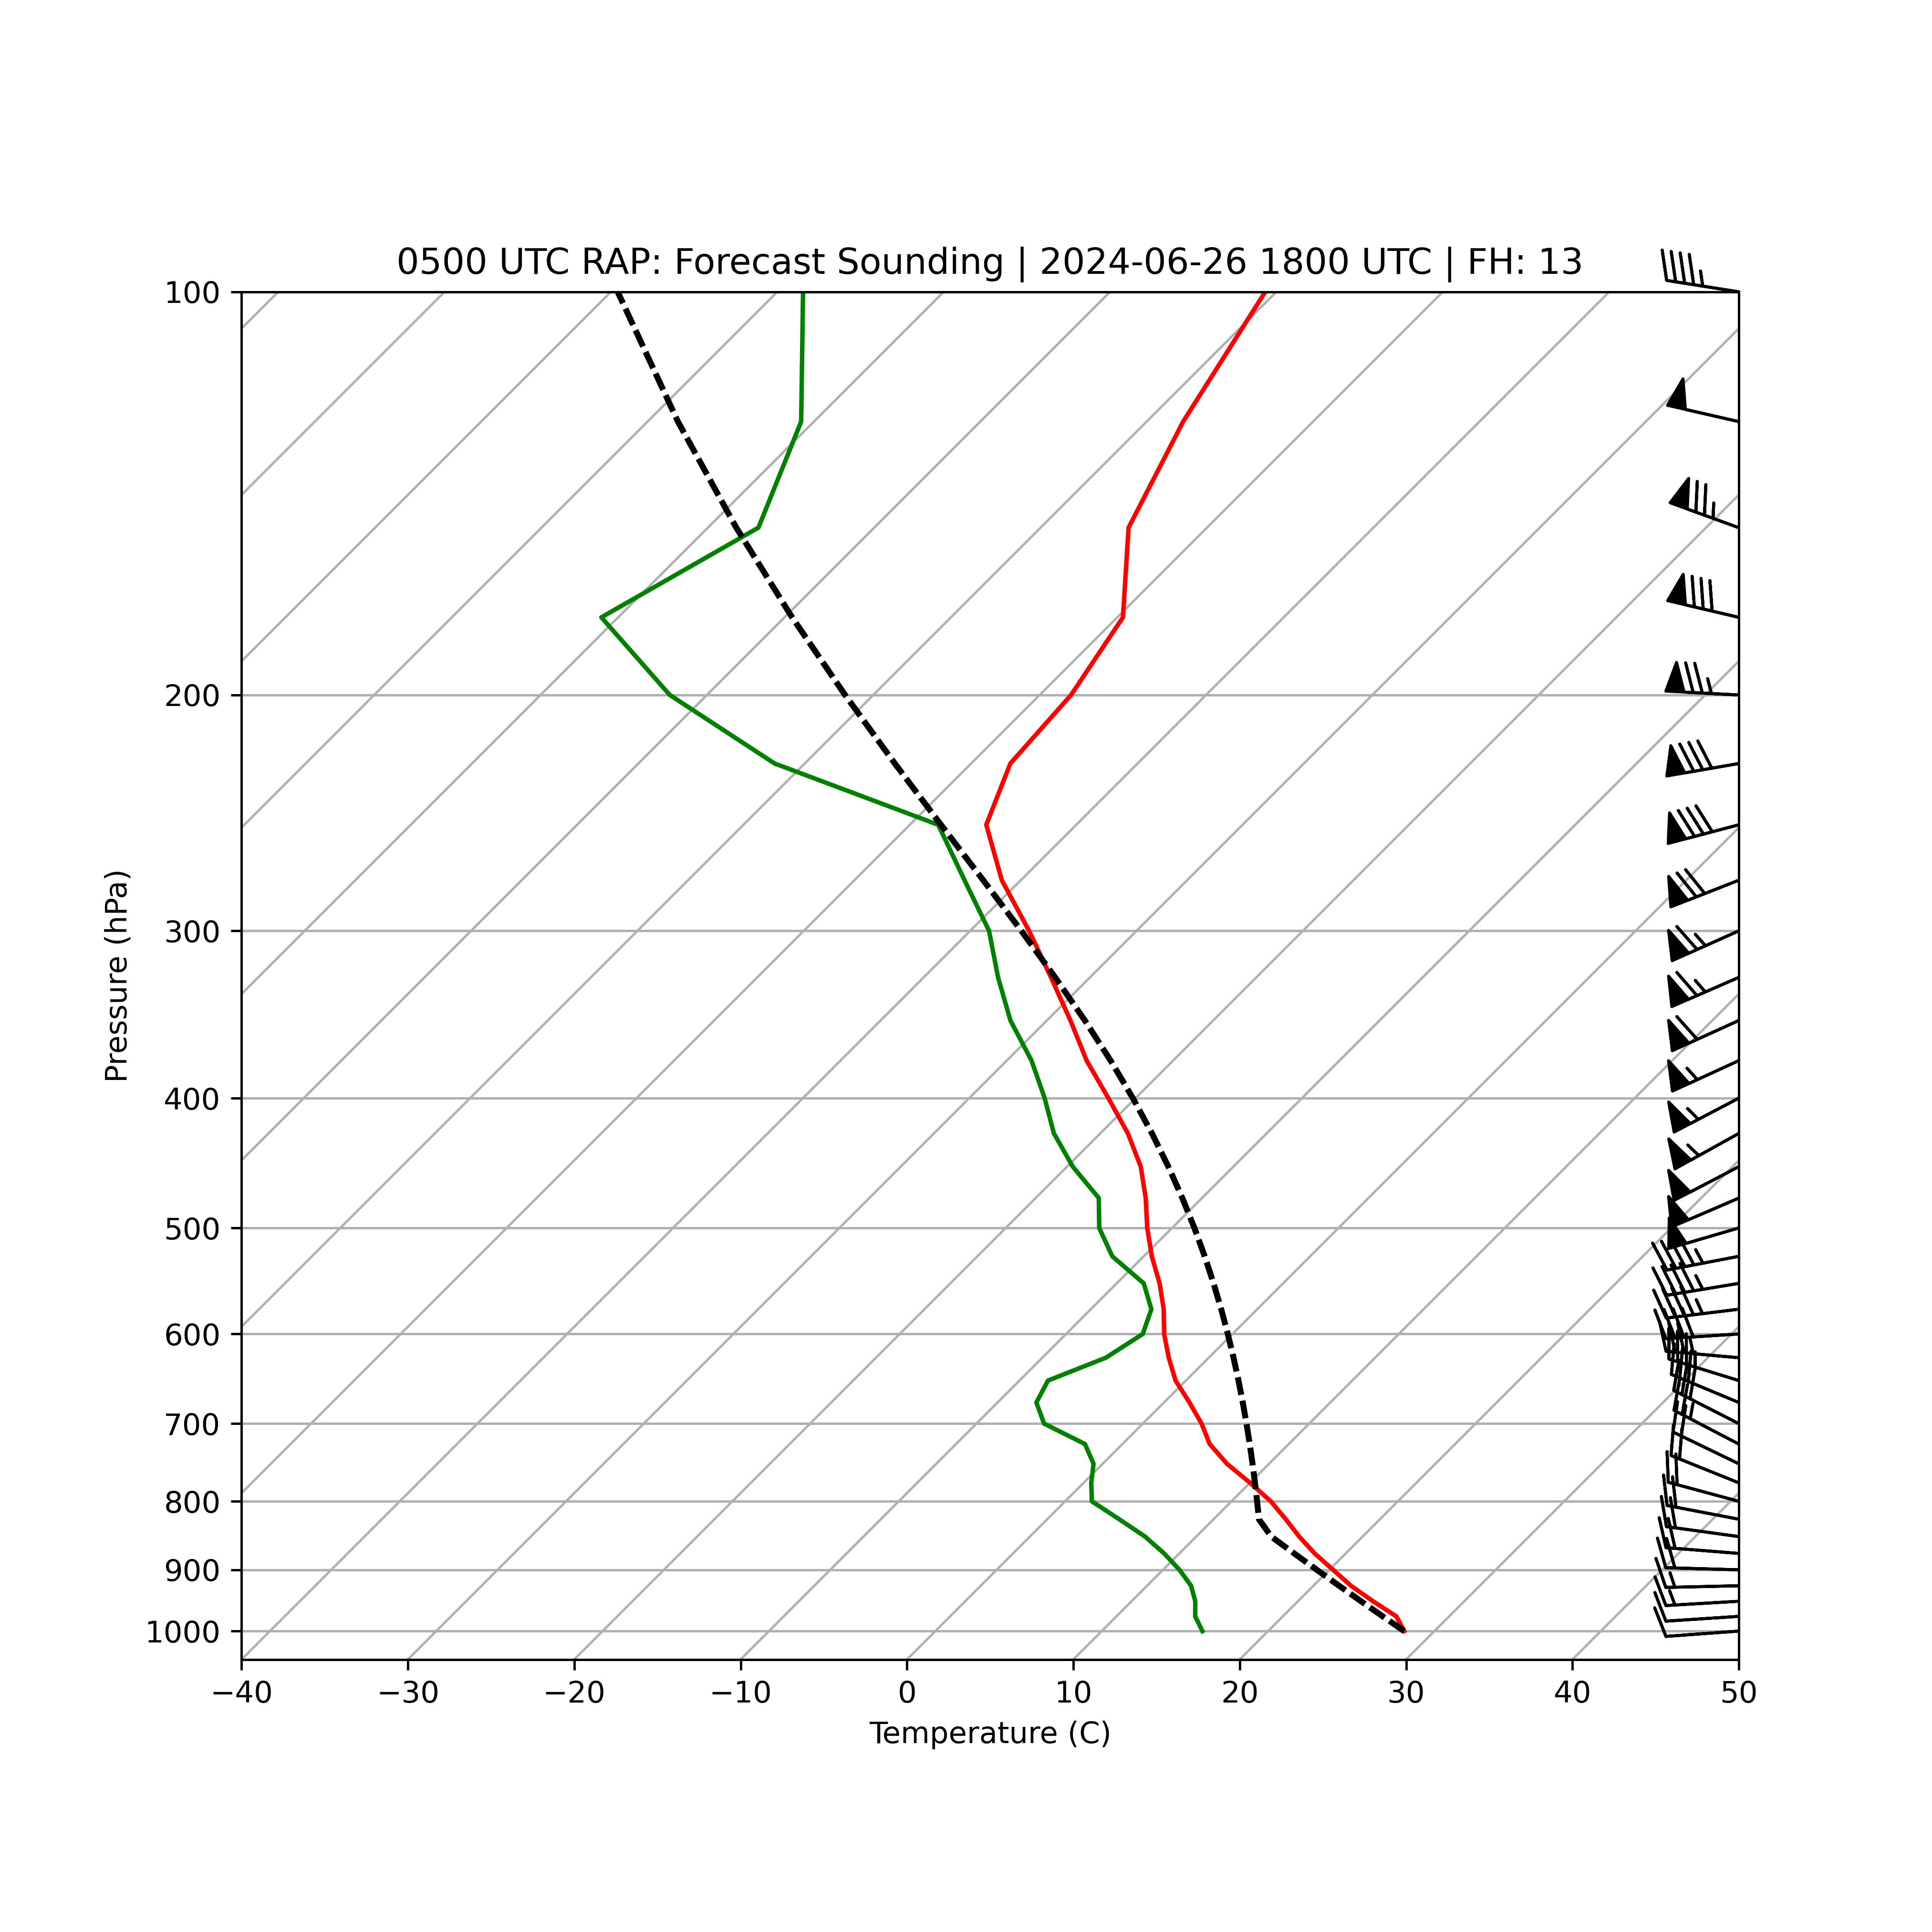 0500 UTC RAP: Forecast Sounding | 2024-06-26 1800 UTC | FH: 13
100
200
300
400
500
600
700
800
900
1000
Pressure (hPa)
−40 −30 −20 −10 0 10 20 30 40 50
Temperature (C)